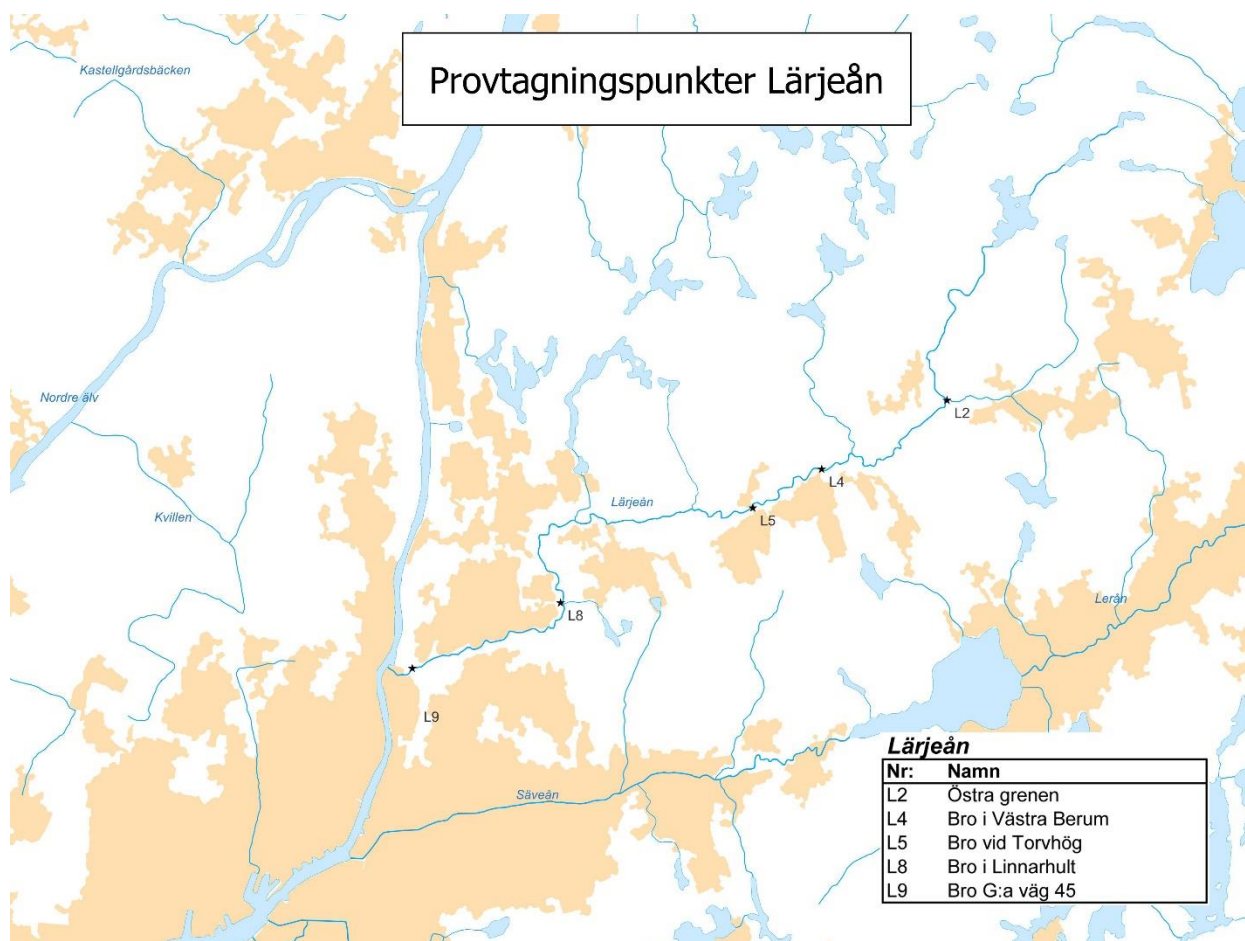 Provtagningspunkter Lärjeån
Kastellgårdsbäcken
Nordre älv
L2
L4
Lärjeån
L5
Kvillen
Lerån
L8
L9
Säveån
Lärjeån
Nr: Namn
L2 Östra grenen
L4 Bro i Västra Berum
L5 Bro vid Torvhög
L8 Bro i Linnarhult
L9 Bro G:a väg 45